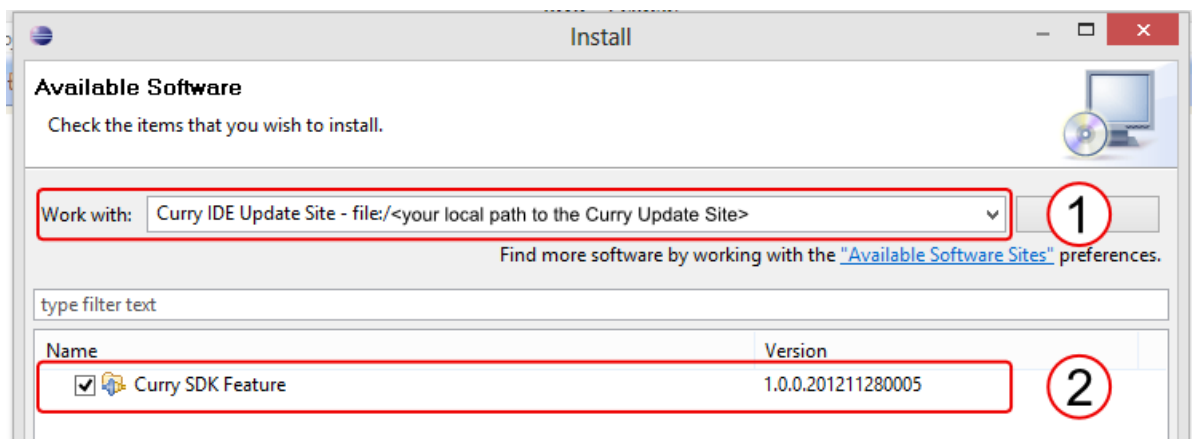 Install
Available Software
Check the items that you wish to install.
Work with: Curry IDE Update Site - file:/<your local path to the Curry Update Site>
1
Find more software by working with the "Available Software Sites" preferences.
type filter text
Name Version
Curry SDK Feature 1.0.0.201211280005
2